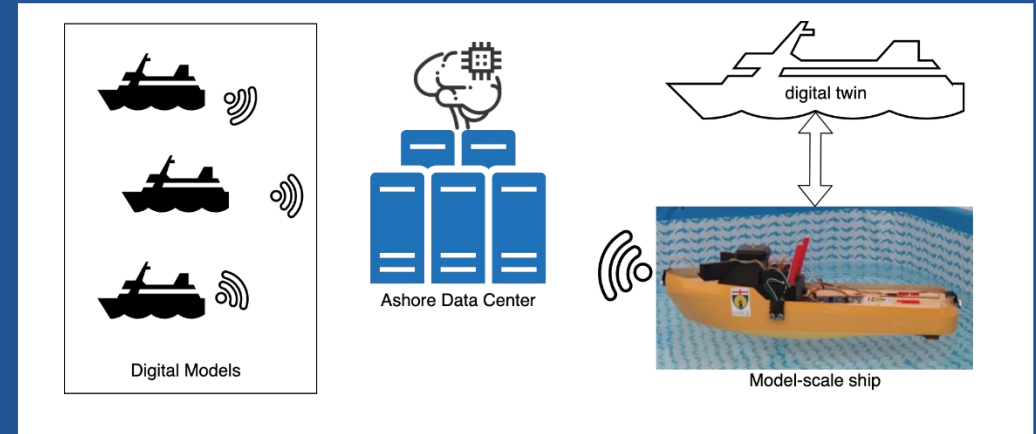 digital twin
Ashore Data Center
Digital Models
Model-scale ship